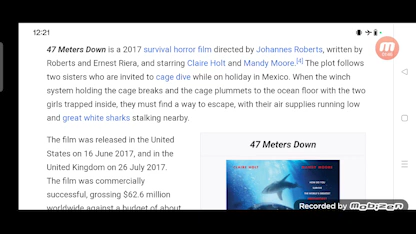 12:21
47 Meters Down is a 2017 survival horror film directed by Johannes Roberts, written by
Roberts and Ernest Riera, and starring Claire Holt and Mandy Moore.[4] The plot follows
two sisters who are invited to cage dive while on holiday in Mexico. When the winch
system holding the cage breaks and the cage plummets to the ocean floor with the two
girls trapped inside, they must find a way to escape, with their air supplies running low
and great white sharks stalking nearby.
The film was released in the United
States on 16 June 2017, and in the
United Kingdom on 26 July 2017.
The film was commercially
successful, grossing $62.6 million
worldwide against a budget of about
47 Meters Down
CLAIRE HOLT
Recorded by mobizen